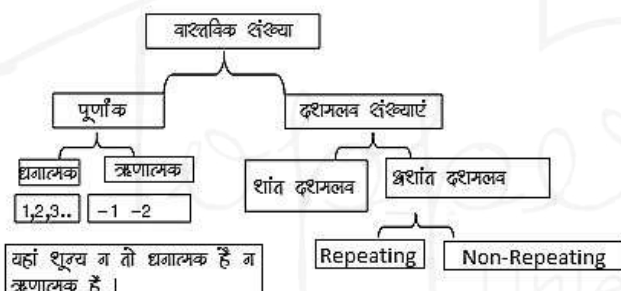 वास्तविक संख्या
पूर्णांक दशमलव संख्याएं
धनात्मक ऋणात्मक
शांत दशमलव अशांत दशमलव
1,2,3.. -1 -2
Repeating Non-Repeating
यहां शून्य न तो धनात्मक है न
ऋणात्मक है ।